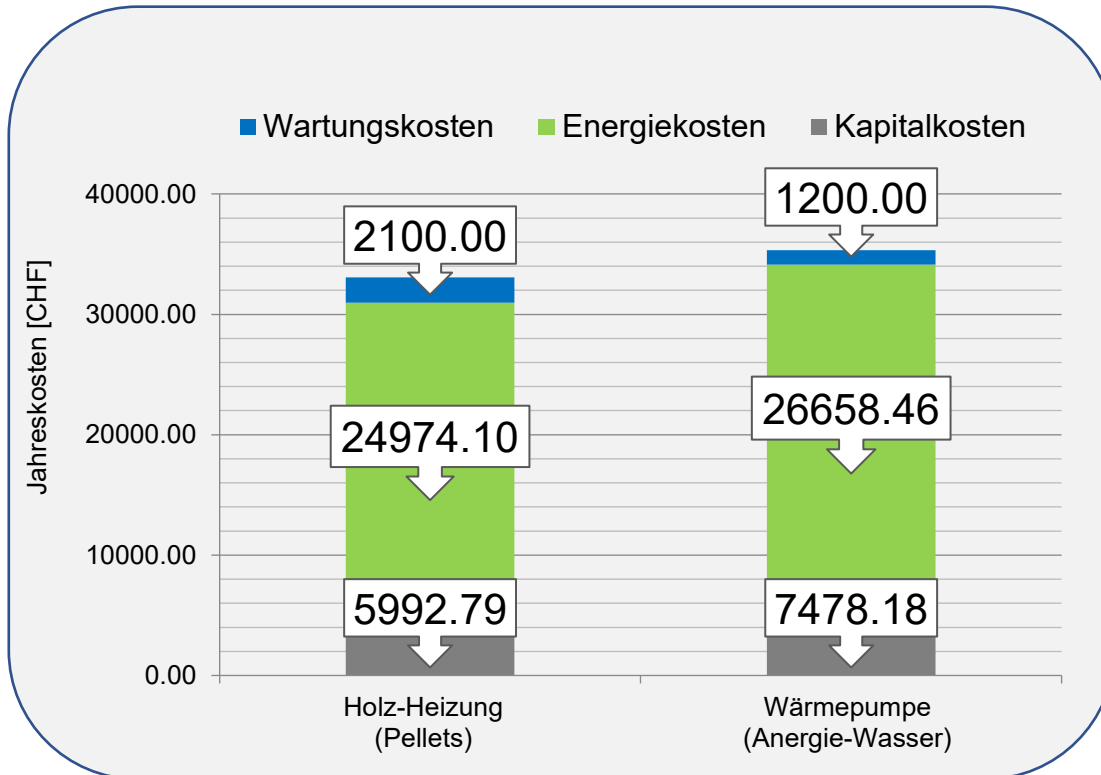 Wartungskosten Energiekosten Kapitalkosten
Jahreskosten [CHF]
40000.00
30000.00
20000.00
10000.00
0.00
2100.00
24974.10
5992.79
1200.00
26658.46
7478.18
Holz-Heizung
(Pellets)
Wärmepumpe
(Anergie-Wasser)